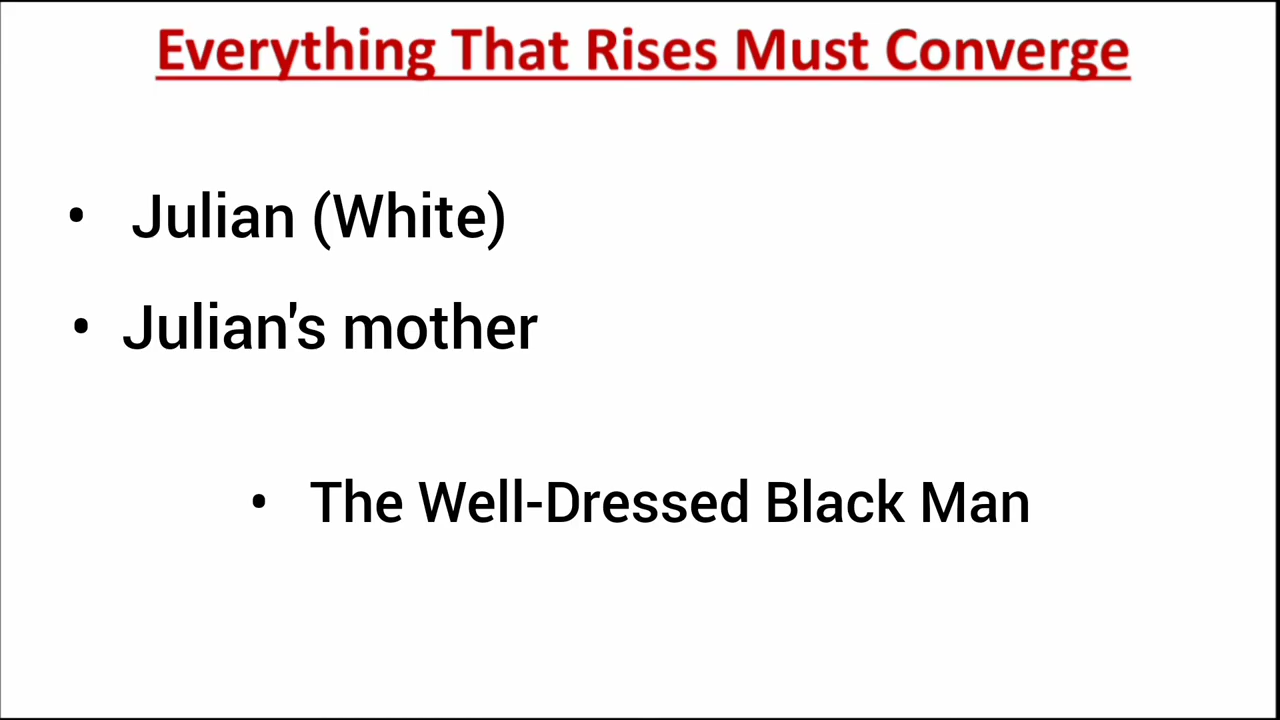 Everything That Rises Must Converge
• Julian (White)
• Julian's mother
• The Well-Dressed Black Man